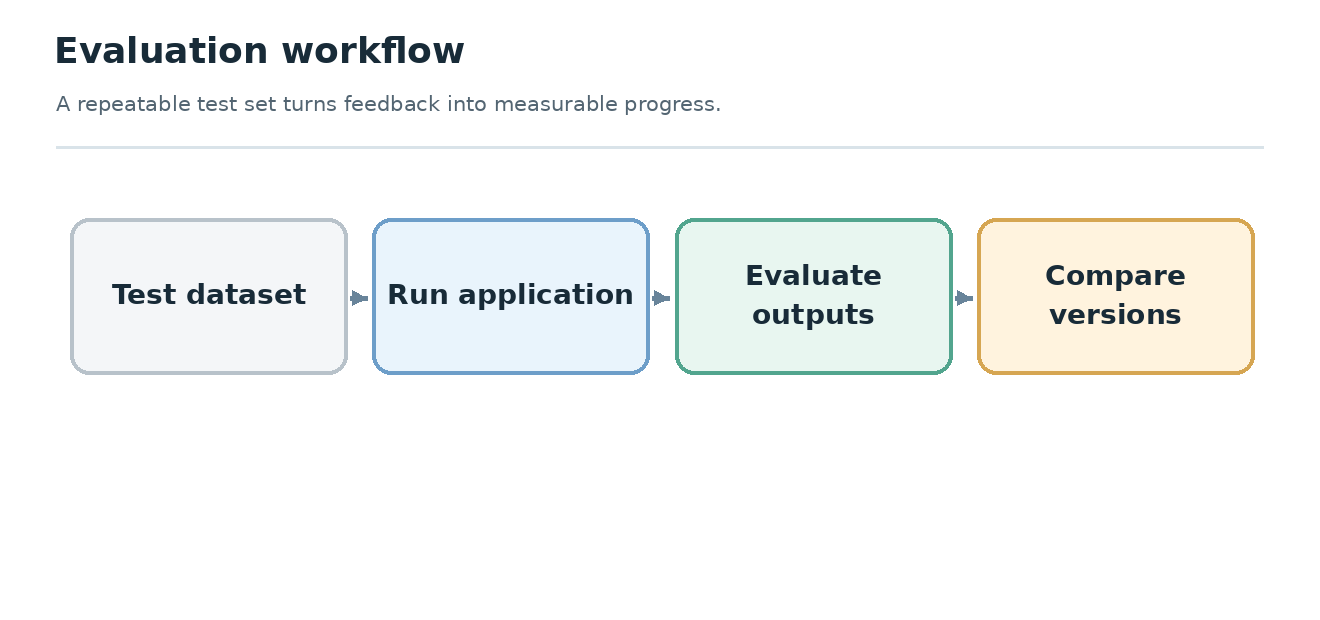 Evaluation workflow
A repeatable test set turns feedback into measurable progress.
Test dataset
Run application
Evaluate
outputs
Compare
versions